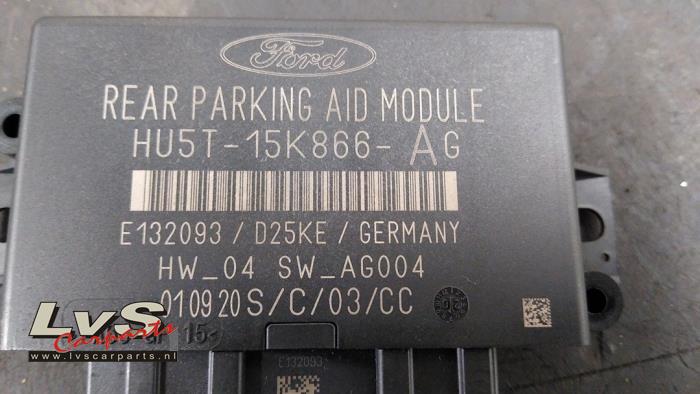 Ford
REAR PARKING AID MODULE
HU5T-15K866-AG
E132093 / D25KE / GERMANY
HW_04 SW_AG004
010920S/C/03/CC
LvS
Carparts
www.lvscarparts.nl
E132093